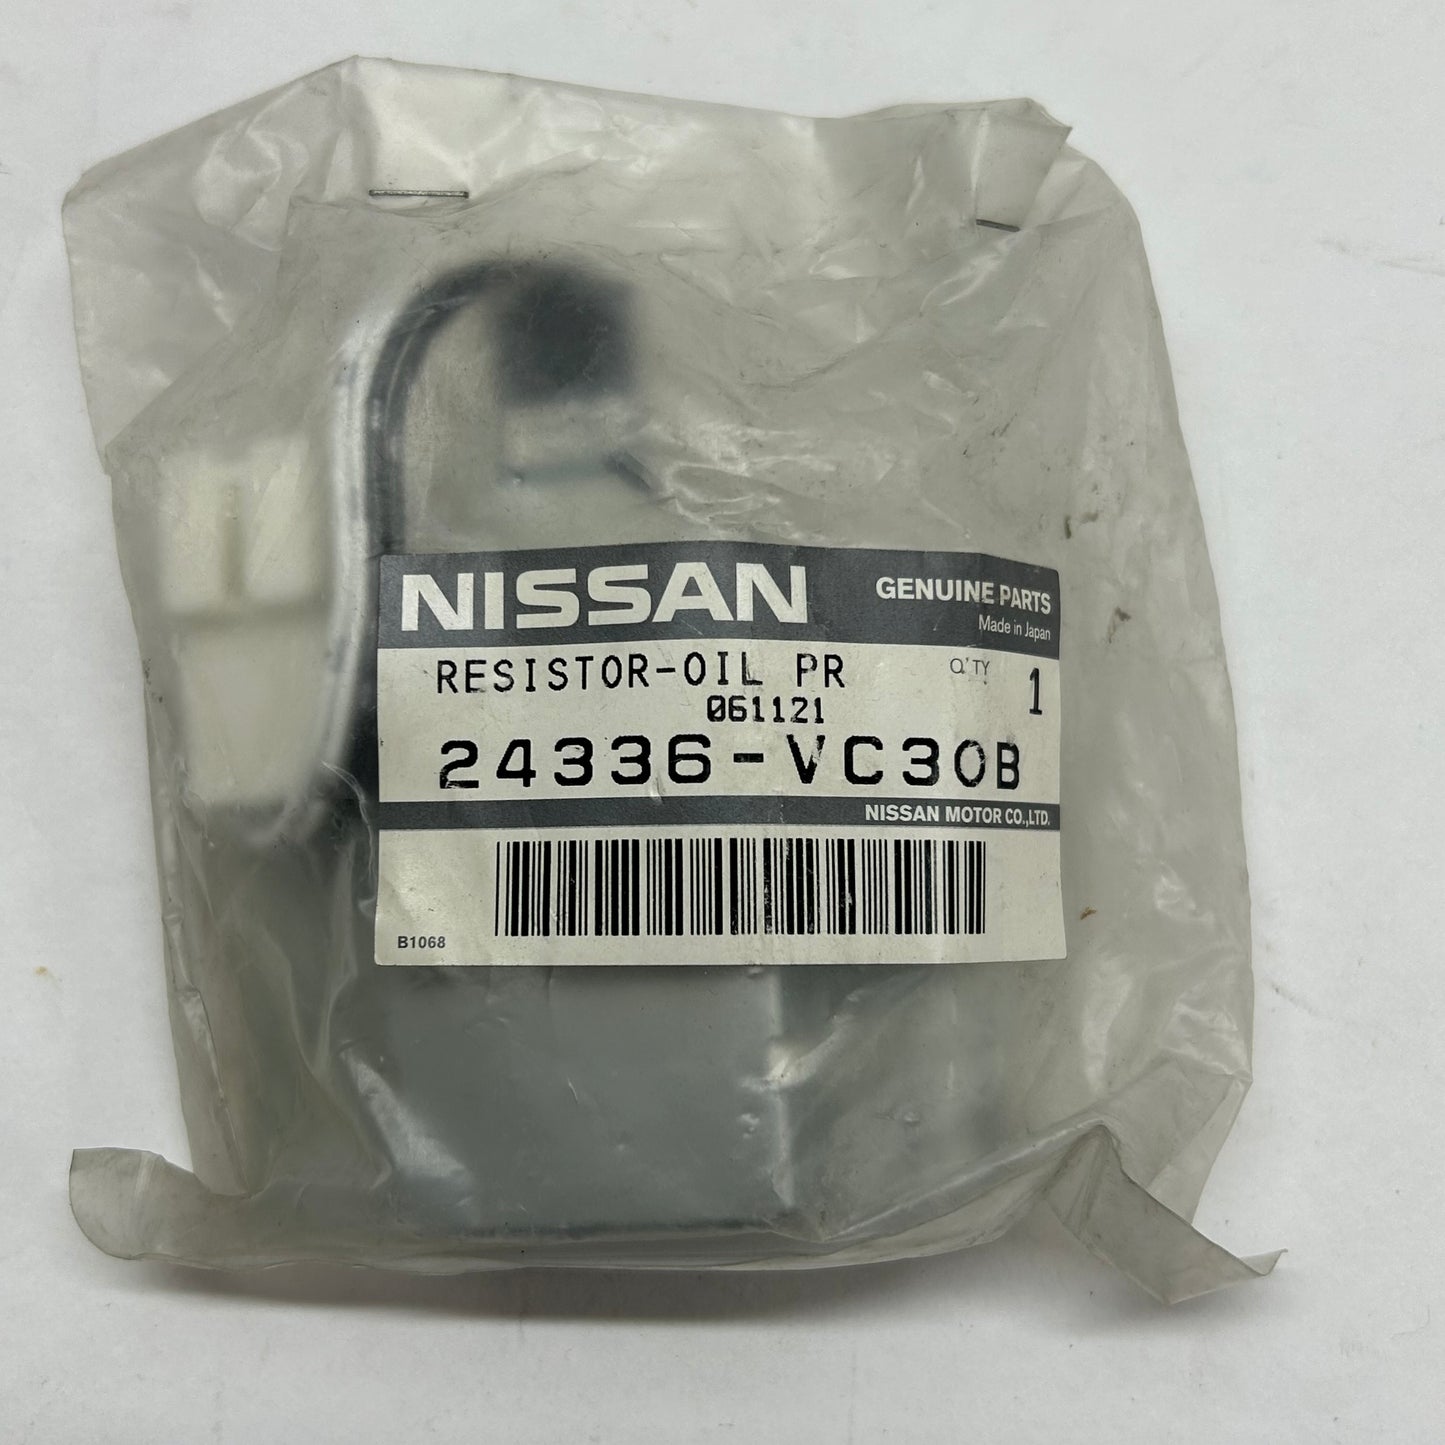 NISSAN
GENUINE PARTS
Made in Japan
RESISTOR-OIL PR
Q'TY 1
061121
24336-VC30B
NISSAN MOTOR CO.,LTD.
B1068